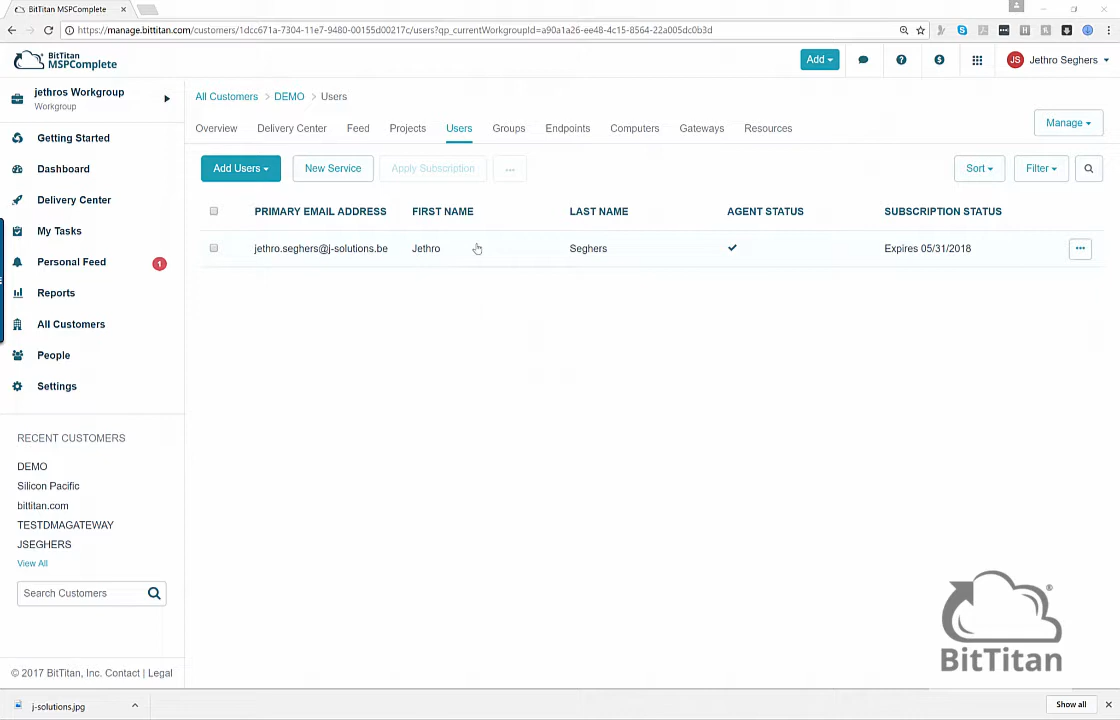 BitTitan MSPComplete
https://manage.bittitan.com/customers/1dcc671a-7304-11e7-9480-00155d00217c/users?qp_currentWorkgroupId=a90a1a26-ee48-4c15-8564-22a005dc0b3d
BitTitan
MSPComplete
Add
Jethro Seghers
JS
jethros Workgroup
Workgroup
Getting Started
Dashboard
Delivery Center
My Tasks
Personal Feed
1
Reports
All Customers
People
Settings
RECENT CUSTOMERS
DEMO
Silicon Pacific
bittitan.com
TESTDMAGATEWAY
JSEGHERS
View All
Search Customers
© 2017 BitTitan, Inc. Contact | Legal
All Customers > DEMO > Users
Overview Delivery Center Feed Projects Users Groups Endpoints Computers Gateways Resources
Manage
Add Users New Service Apply Subscription ... Sort Filter
PRIMARY EMAIL ADDRESS FIRST NAME LAST NAME AGENT STATUS SUBSCRIPTION STATUS
jethro.seghers@j-solutions.be Jethro Seghers Expires 05/31/2018
BitTitan®
j-solutions.jpg
Show all